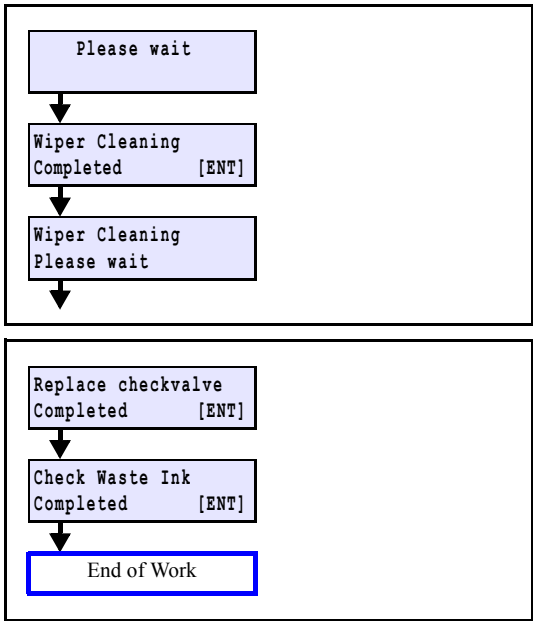 Please wait
Wiper Cleaning
Completed [ENT]
Wiper Cleaning
Please wait
Replace checkvalve
Completed [ENT]
Check Waste Ink
Completed [ENT]
End of Work